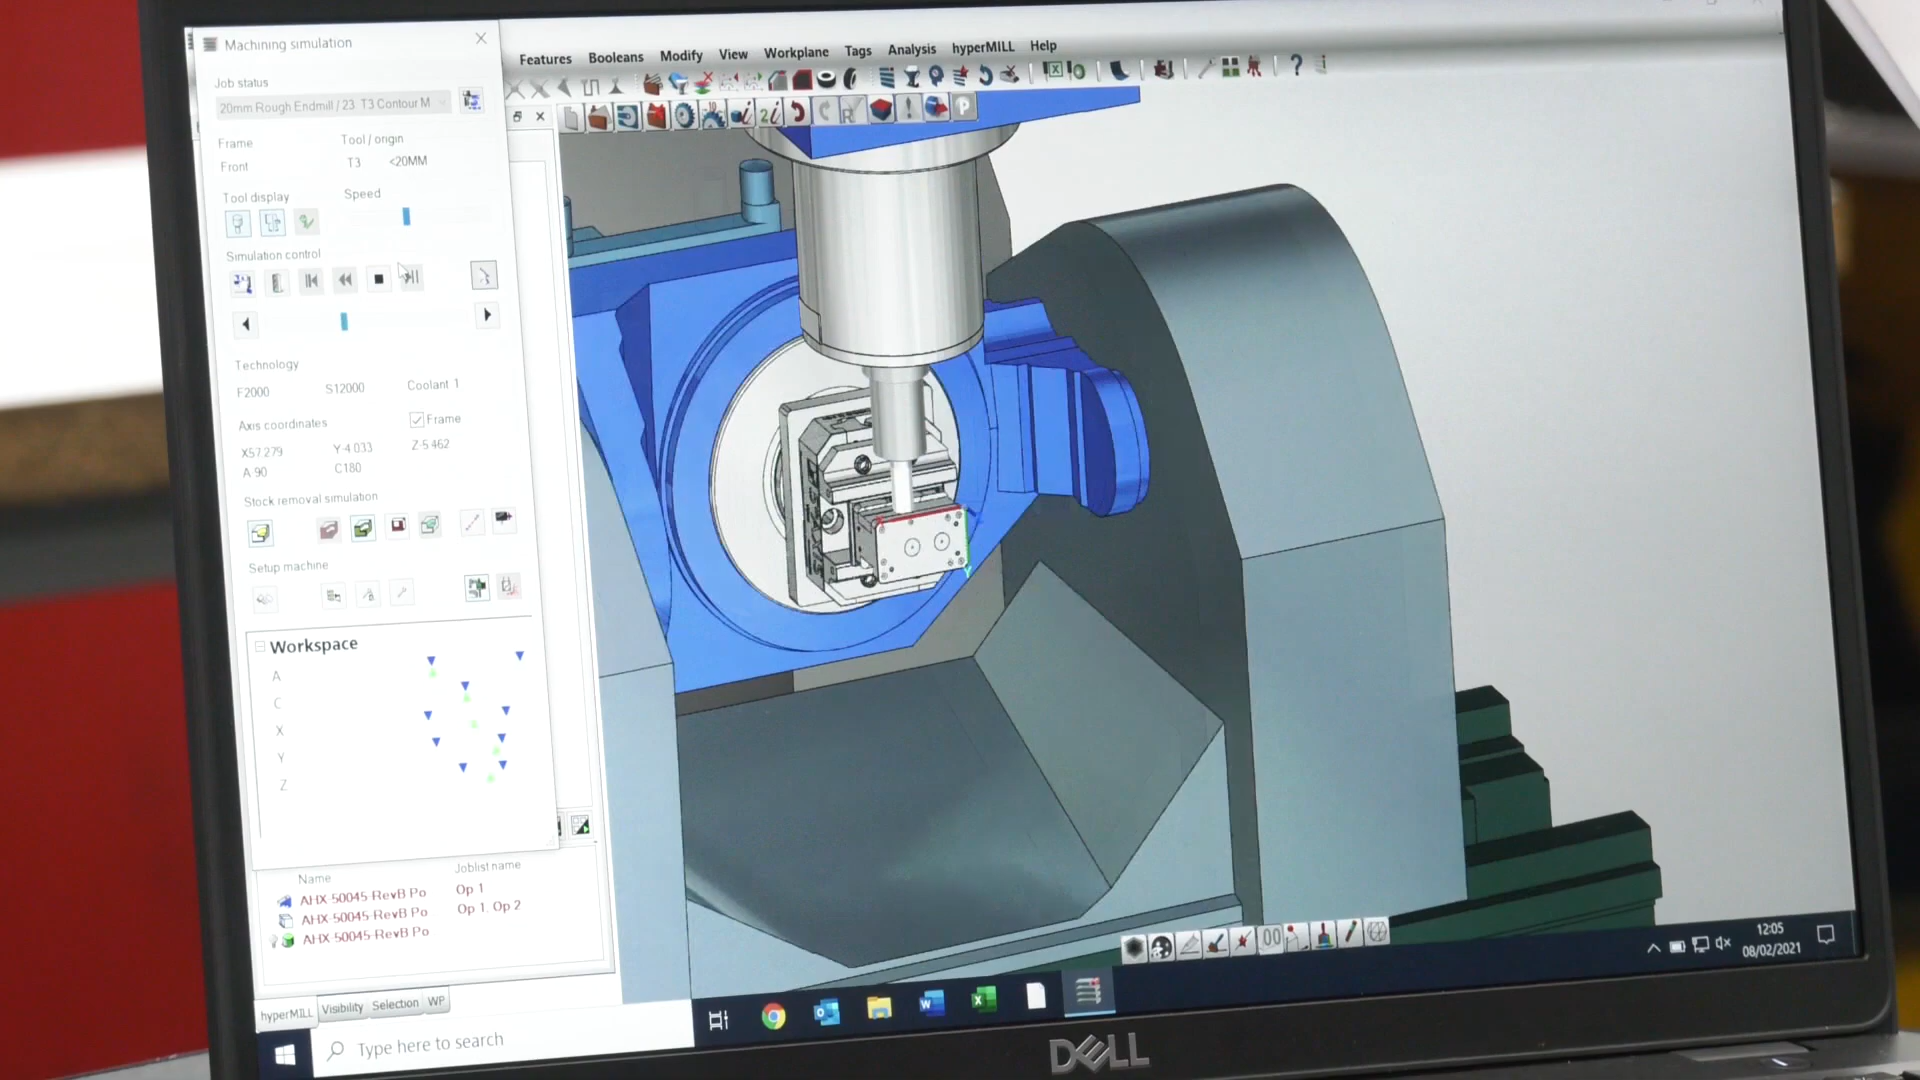 Machining simulation
Features Booleans Modify View Workplane Tags Analysis hyperMILL Help
Job status
20mm Rough Endmill / 23 T3 Contour M
Frame
Tool / origin
Front
T3 <20MM
Tool display
Speed
Simulation control
Technology
F2000 S12000 Coolant 1
Axis coordinates
Frame
X57.279 Y-4.033 Z-5.462
A 90 C180
Stock removal simulation
Setup machine
Workspace
A
C
X
Y
Z
Name
Joblist name
AHX-50045-RevB Po Op 1
AHX-50045-RevB Po Op 1. Op 2
AHX-50045-RevB Po
hyperMILL Visibility Selection WP
Type here to search
12:05
08/02/2021
DELL